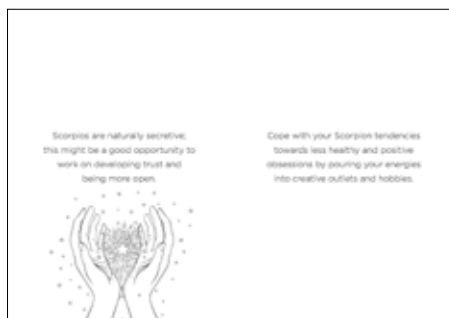 Scorpios are naturally secretive;
this might be a good opportunity to
work on developing trust and
being more open.
Cope with your Scorpion tendencies
towards less healthy and positive
obsessions by pouring your energies
into creative outlets and hobbies.